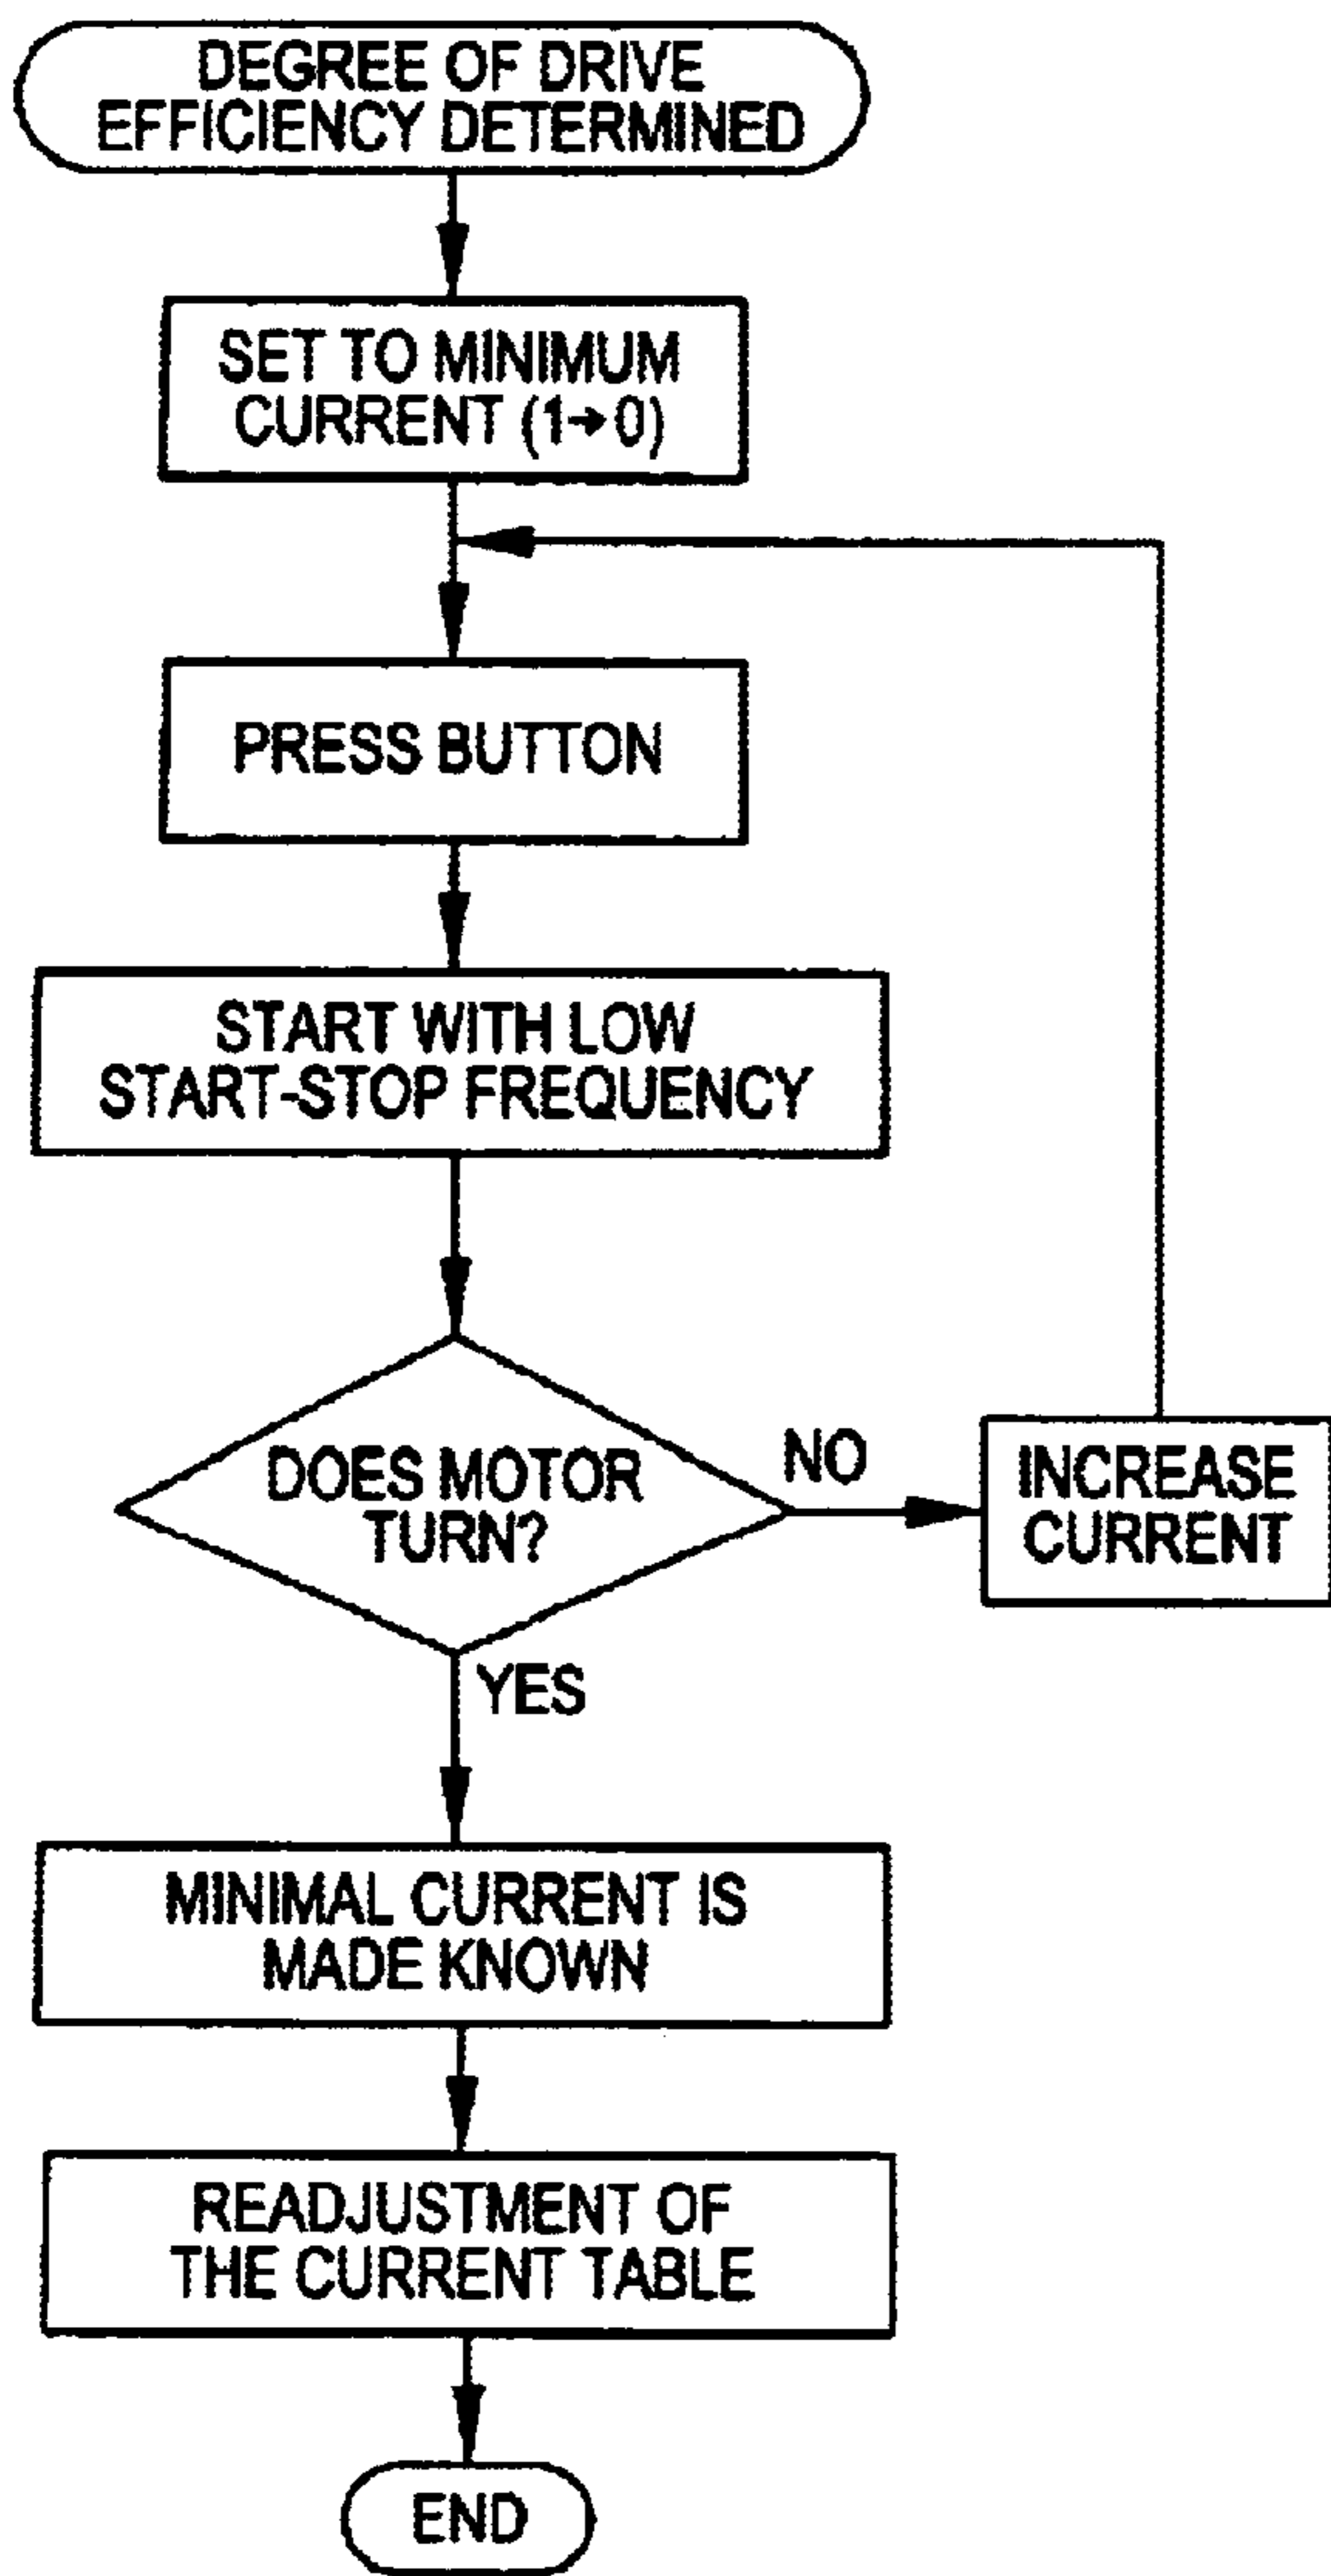 DEGREE OF DRIVE
EFFICIENCY DETERMINED
SET TO MINIMUM
CURRENT (1→0)
PRESS BUTTON
START WITH LOW
START-STOP FREQUENCY
DOES MOTOR
TURN?
NO
INCREASE
CURRENT
YES
MINIMAL CURRENT IS
MADE KNOWN
READJUSTMENT OF
THE CURRENT TABLE
END